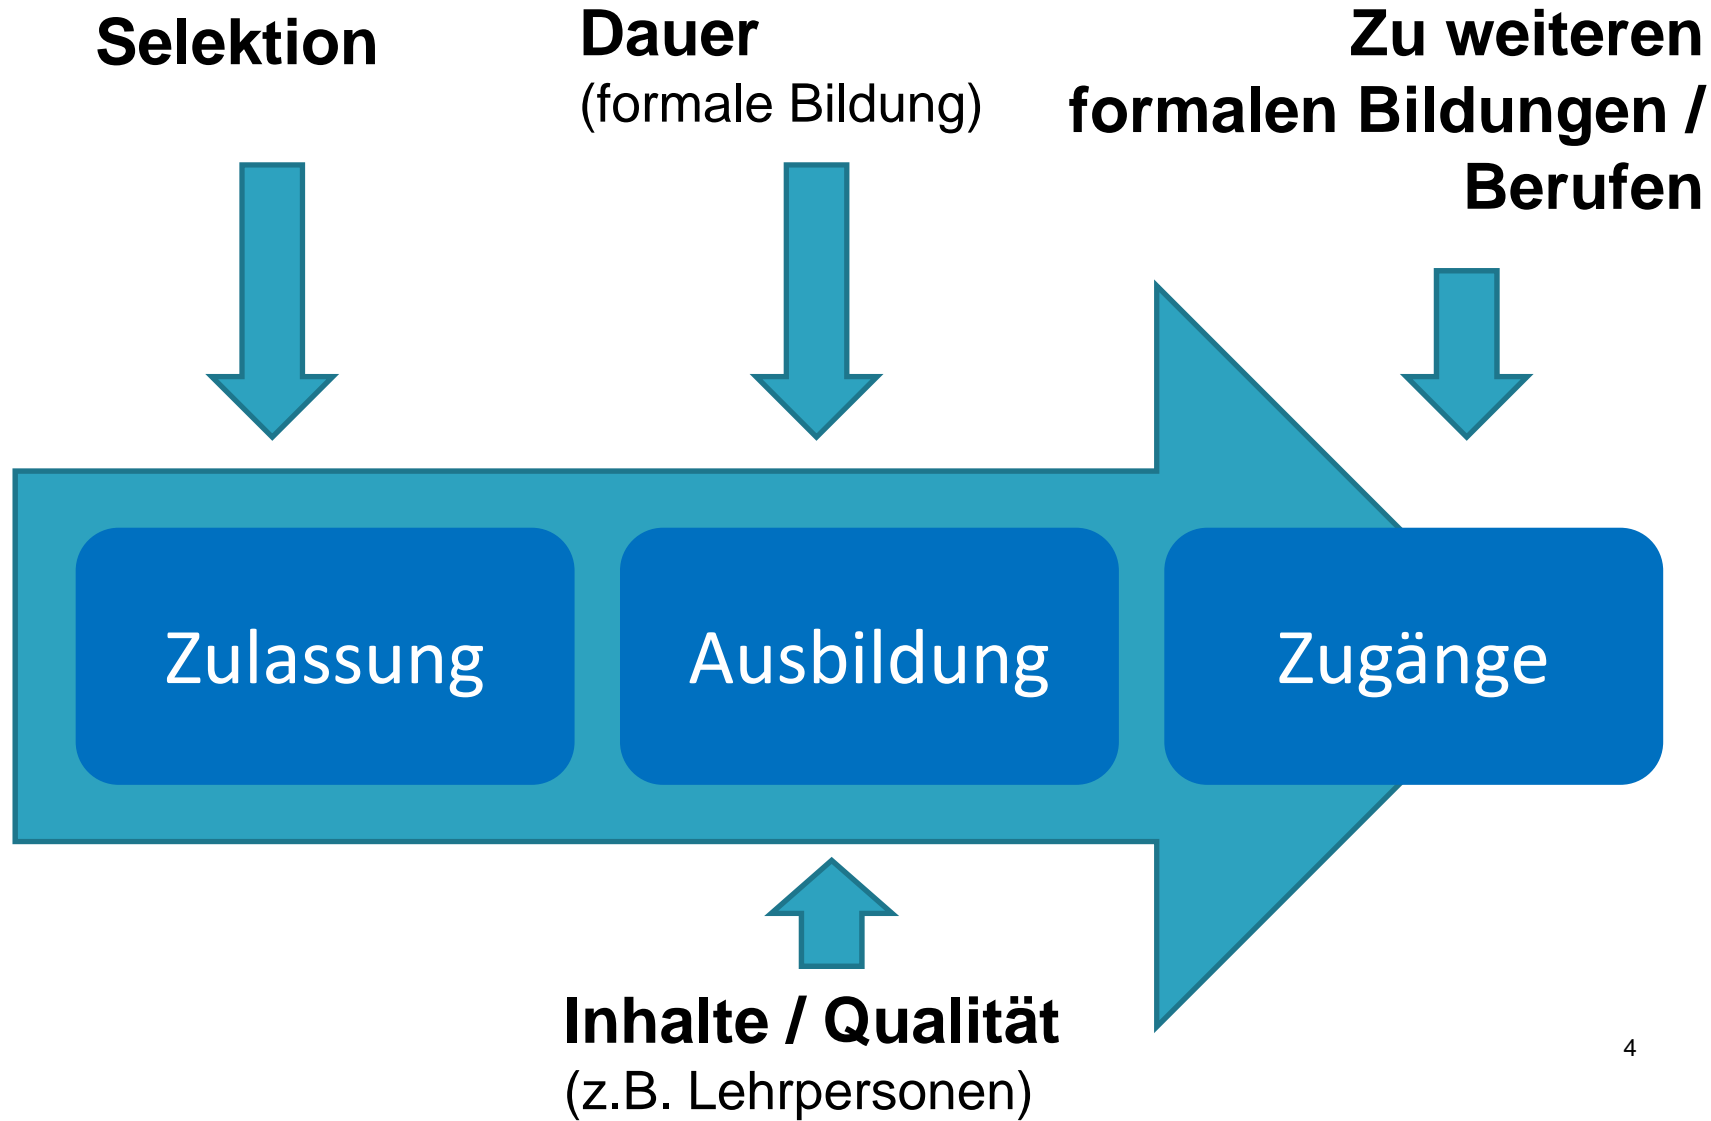 Selektion
Dauer
(formale Bildung)
Zu weiteren
formalen Bildungen /
Berufen
Zulassung
Ausbildung
Zugänge
Inhalte / Qualität
(z.B. Lehrpersonen)
4